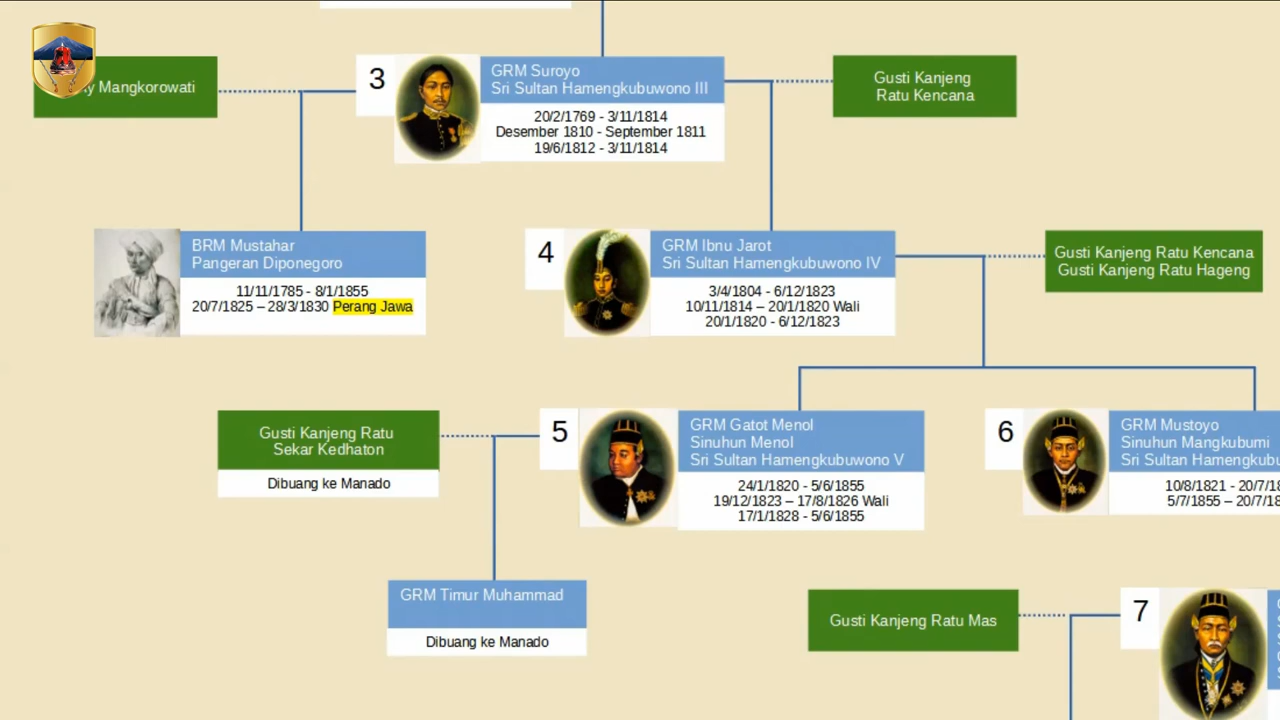 Mangkorowati
3
GRM Suroyo
Sri Sultan Hamengkubuwono III
20/2/1769 - 3/11/1814
Desember 1810 - September 1811
19/6/1812 - 3/11/1814
Gusti Kanjeng
Ratu Kencana
BRM Mustahar
Pangeran Diponegoro
11/11/1785 - 8/1/1855
20/7/1825 – 28/3/1830 Perang Jawa
4
GRM Ibnu Jarot
Sri Sultan Hamengkubuwono IV
3/4/1804 - 6/12/1823
10/11/1814 – 20/1/1820 Wali
20/1/1820 - 6/12/1823
Gusti Kanjeng Ratu Kencana
Gusti Kanjeng Ratu Hageng
Gusti Kanjeng Ratu
Sekar Kedhaton
Dibuang ke Manado
5
GRM Gatot Menol
Sinuhun Menol
Sri Sultan Hamengkubuwono V
24/1/1820 - 5/6/1855
19/12/1823 – 17/8/1826 Wali
17/1/1828 - 5/6/1855
6
GRM Mustoyo
Sinuhun Mangkubumi
Sri Sultan
10/8/1821 -
5/7/1855 –
GRM Timur Muhammad
Dibuang ke Manado
Gusti Kanjeng Ratu Mas
7